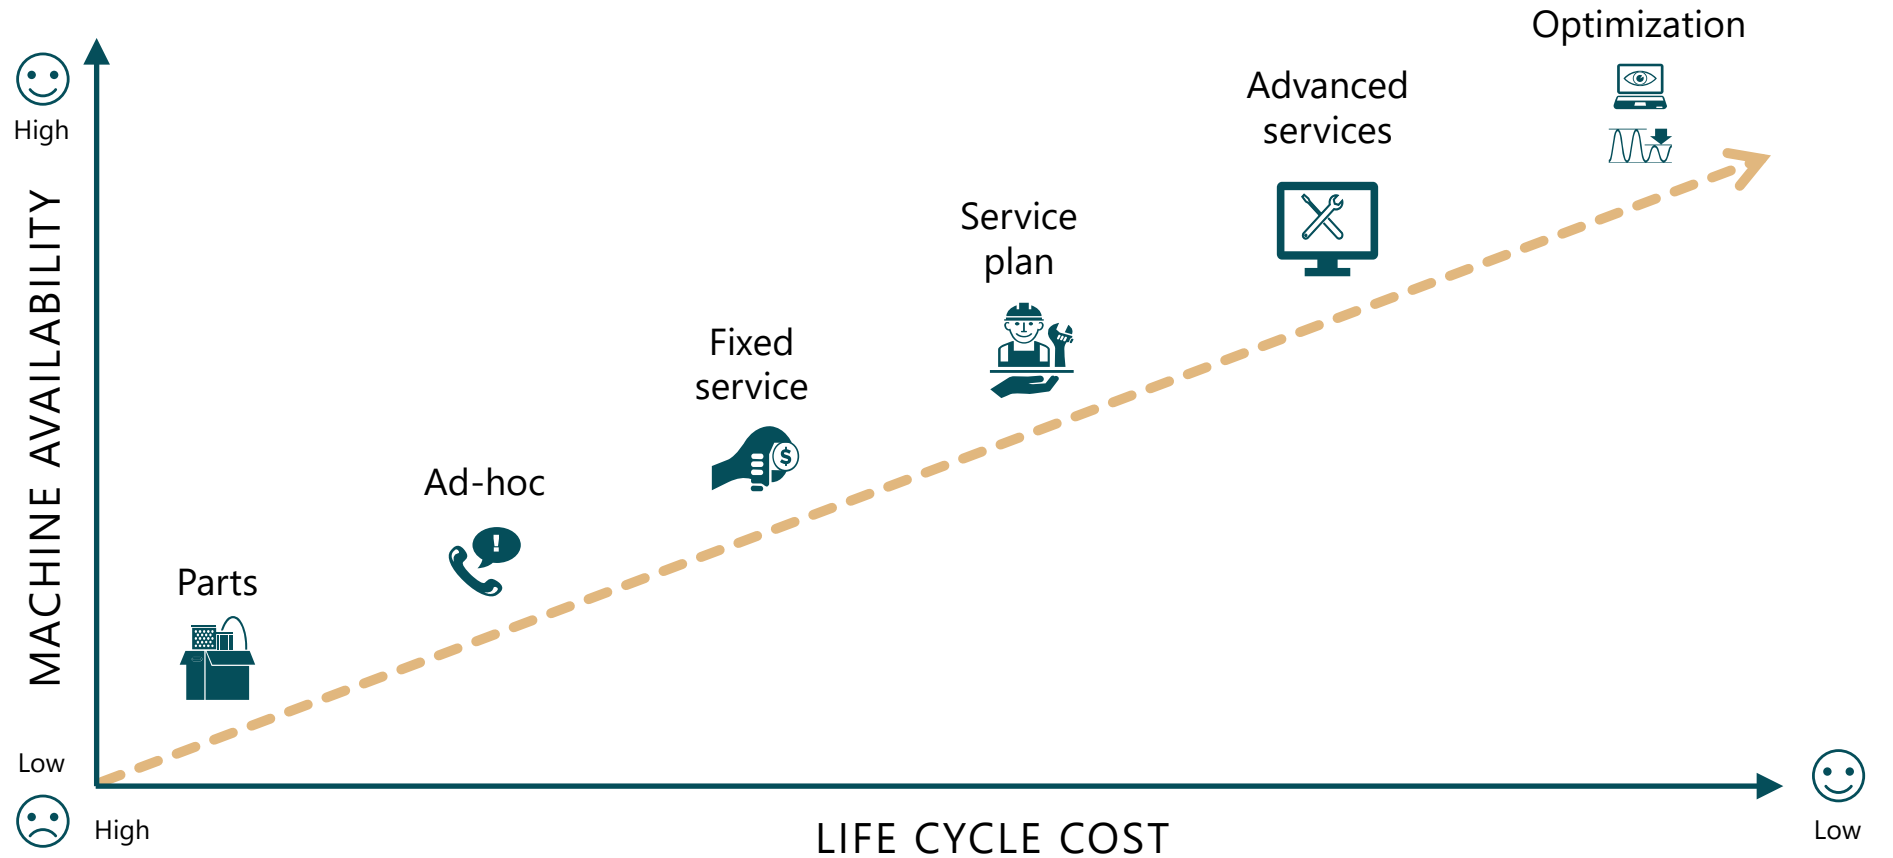 Optimization
Advanced
services
High
Service
plan
Fixed
service
Ad-hoc
Parts
MACHINE AVAILABILITY
Low
High
LIFE CYCLE COST
Low
!
$